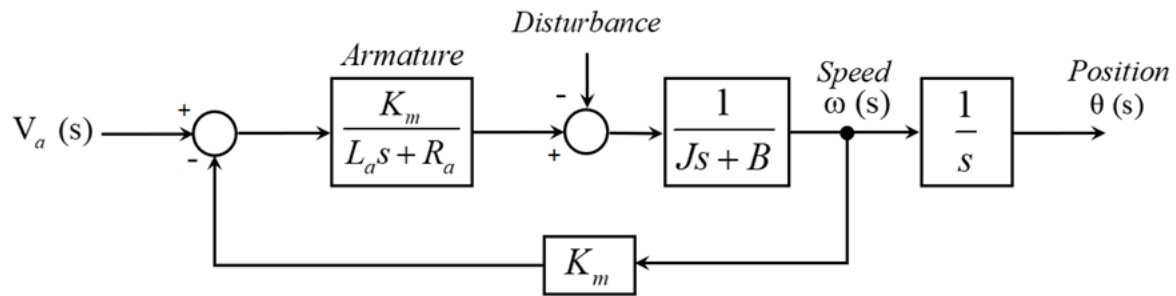 Disturbance
Armature
Speed
Position
V_a (s)
+
-
K_m
L_a s + R_a
-
+
1
Js + B
ω (s)
1
s
θ (s)
K_m